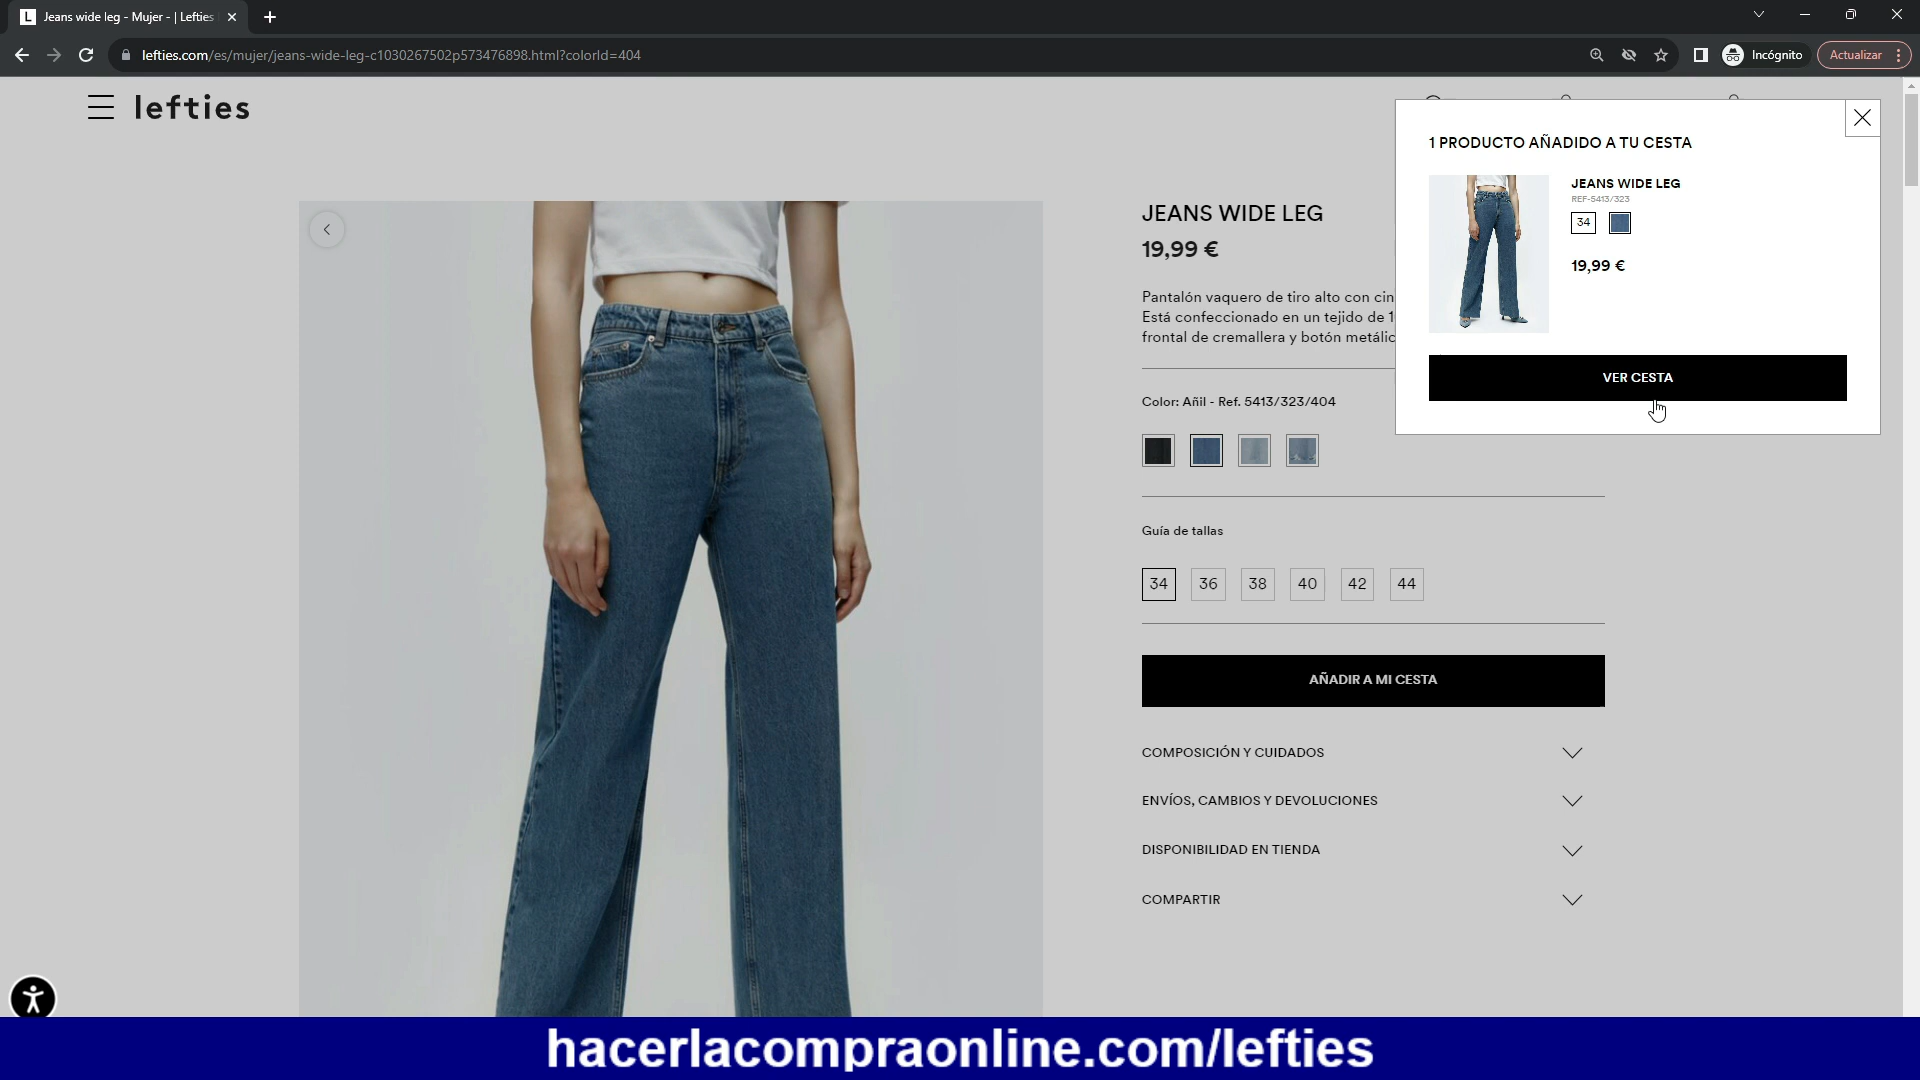 L Jeans wide leg - Mujer - | Lefties
lefties.com/es/mujer/jeans-wide-leg-c1030267502p573476898.html?colorId=404
Incógnito
Actualizar
lefties
1 PRODUCTO AÑADIDO A TU CESTA
JEANS WIDE LEG
REF-5413/323
34
19,99 €
VER CESTA
JEANS WIDE LEG
19,99 €
Pantalón vaquero de tiro alto con cin
Está confeccionado en un tejido de 1
frontal de cremallera y botón metálic
Color: Añil - Ref. 5413/323/404
Guía de tallas
34 36 38 40 42 44
AÑADIR A MI CESTA
COMPOSICIÓN Y CUIDADOS
ENVÍOS, CAMBIOS Y DEVOLUCIONES
DISPONIBILIDAD EN TIENDA
COMPARTIR
hacerlacompraonline.com/lefties